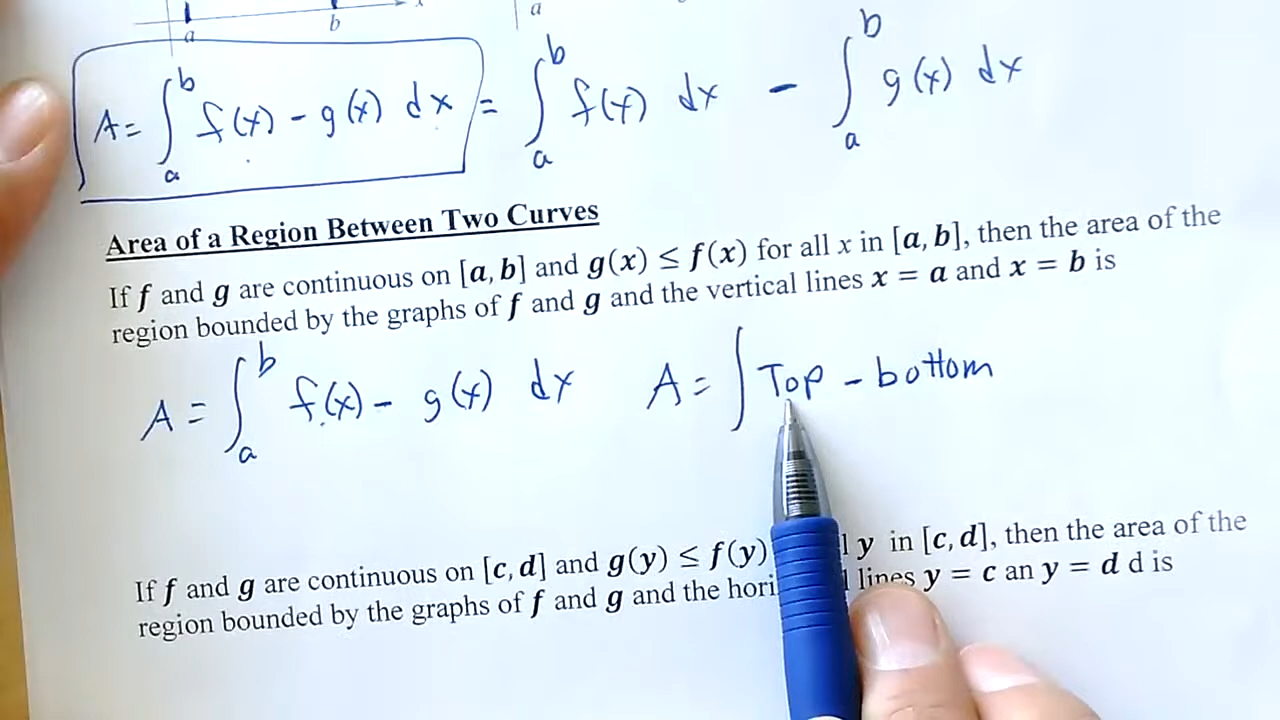 a b x a
A = ∫_a^b f(x) - g(x) dx = ∫_a^b f(x) dx - ∫_a^b g(x) dx
Area of a Region Between Two Curves
If f and g are continuous on [a, b] and g(x) ≤ f(x) for all x in [a, b], then the area of the
region bounded by the graphs of f and g and the vertical lines x = a and x = b is
A = ∫_a^b f(x) - g(x) dx A = ∫ Top - bottom
If f and g are continuous on [c, d] and g(y) ≤ f(y) l y in [c, d], then the area of the
region bounded by the graphs of f and g and the hori l lines y = c an y = d d is